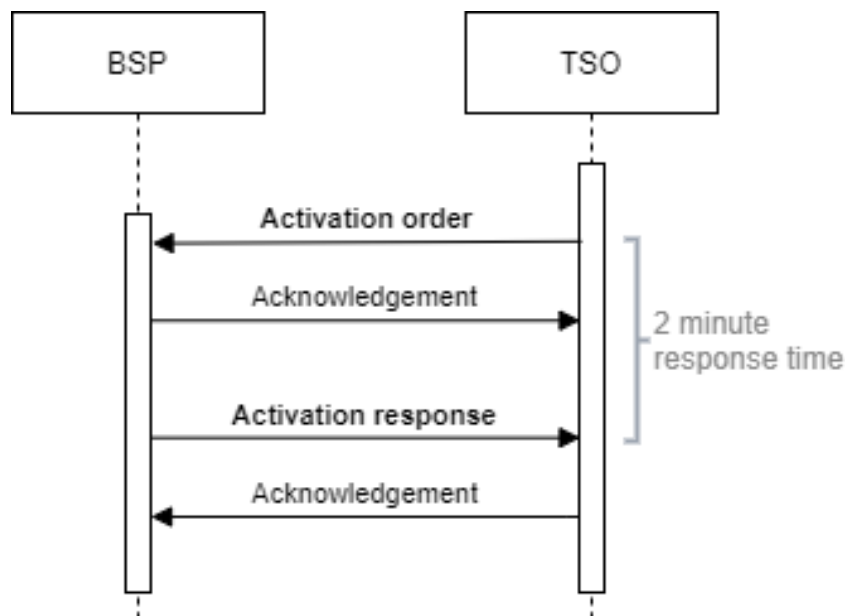 BSP
TSO
Activation order
Acknowledgement
2 minute
response time
Activation response
Acknowledgement